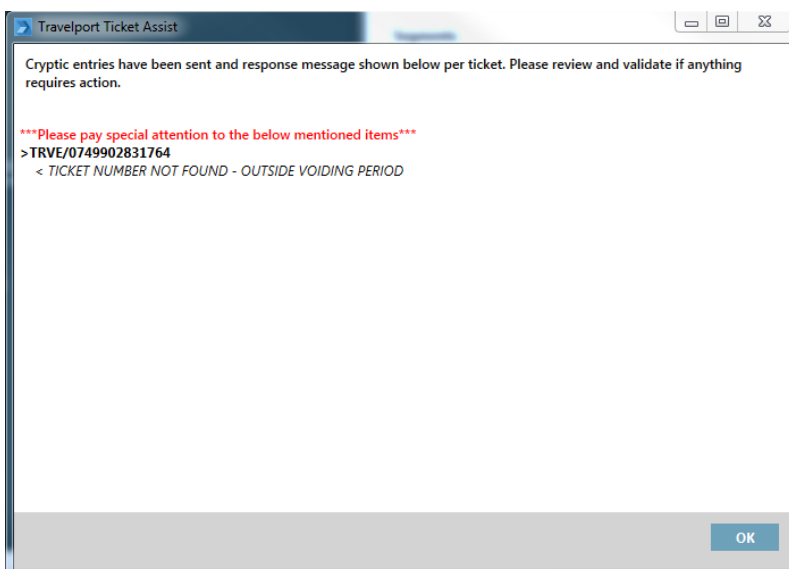 Travelport Ticket Assist
Segments
Cryptic entries have been sent and response message shown below per ticket. Please review and validate if anything
requires action.
***Please pay special attention to the below mentioned items***
>TRVE/0749902831764
< TICKET NUMBER NOT FOUND - OUTSIDE VOIDING PERIOD
OK